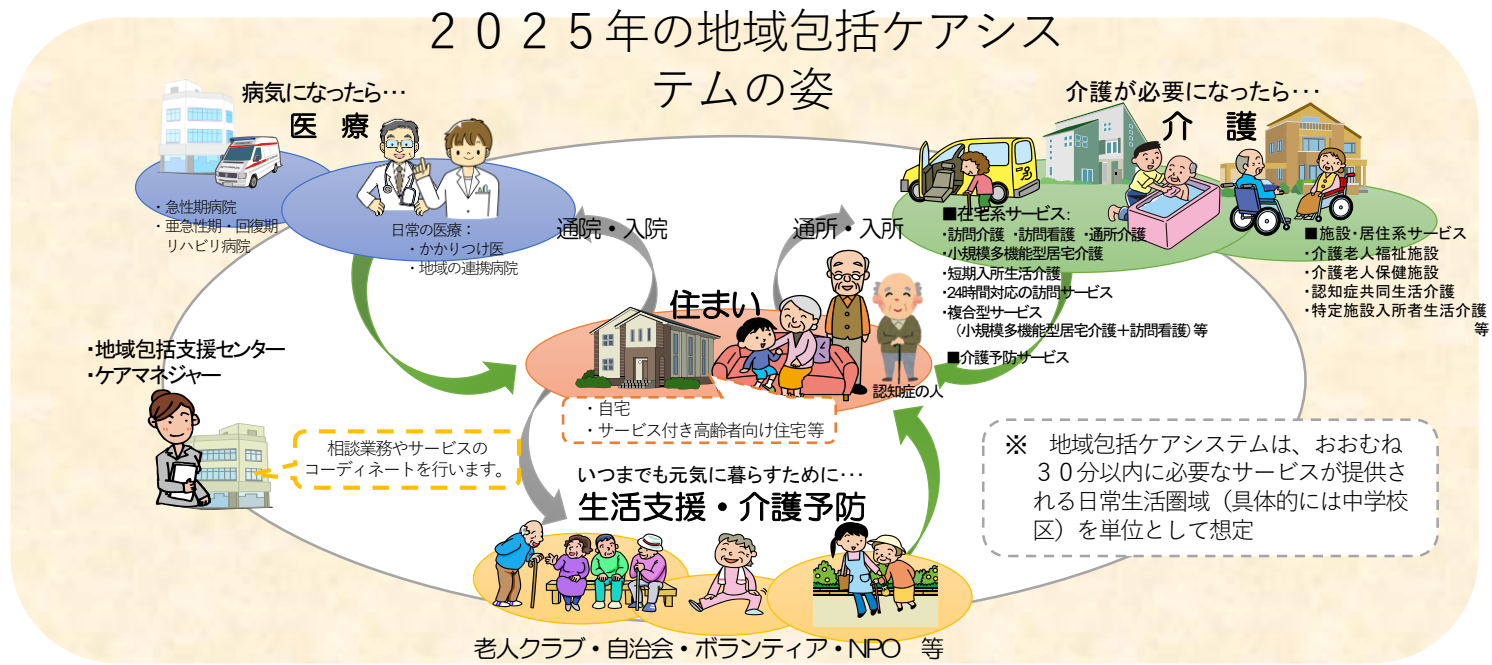 ２０２５年の地域包括ケアシス
テムの姿
病気になったら･･･
医　療
・急性期病院
・亜急性期・回復期
リハビリ病院
日常の医療：
・かかりつけ医
・地域の連携病院
通院・入院
介護が必要になったら･･･
介　護
通所・入所
■在宅系サービス：
・訪問介護 ・訪問看護 ・通所介護
・小規模多機能型居宅介護
・短期入所生活介護
・24時間対応の訪問サービス
・複合型サービス
（小規模多機能型居宅介護＋訪問看護）等
■介護予防サービス
■施設・居住系サービス
・介護老人福祉施設
・介護老人保健施設
・認知症共同生活介護
・特定施設入所者生活介護
等
住まい
認知症の人
・自宅
・サービス付き高齢者向け住宅等
・地域包括支援センター
・ケアマネジャー
相談業務やサービスの
コーディネートを行います。
いつまでも元気に暮らすために･･･
生活支援・介護予防
老人クラブ・自治会・ボランティア・NPO　等
※　地域包括ケアシステムは、おおむね
３０分以内に必要なサービスが提供さ
れる日常生活圏域（具体的には中学校
区）を単位として想定